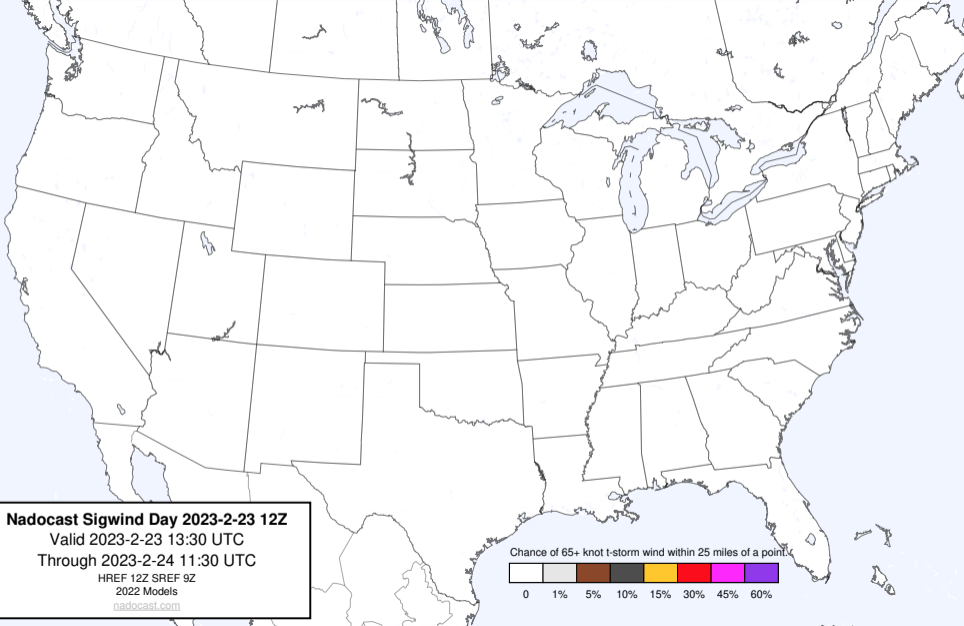 Nadocast Sigwind Day 2023-2-23 12Z
Valid 2023-2-23 13:30 UTC
Through 2023-2-24 11:30 UTC
HREF 12Z SREF 9Z
2022 Models
nadocast.com
Chance of 65+ knot t-storm wind within 25 miles of a point.
0 1% 5% 10% 15% 30% 45% 60%